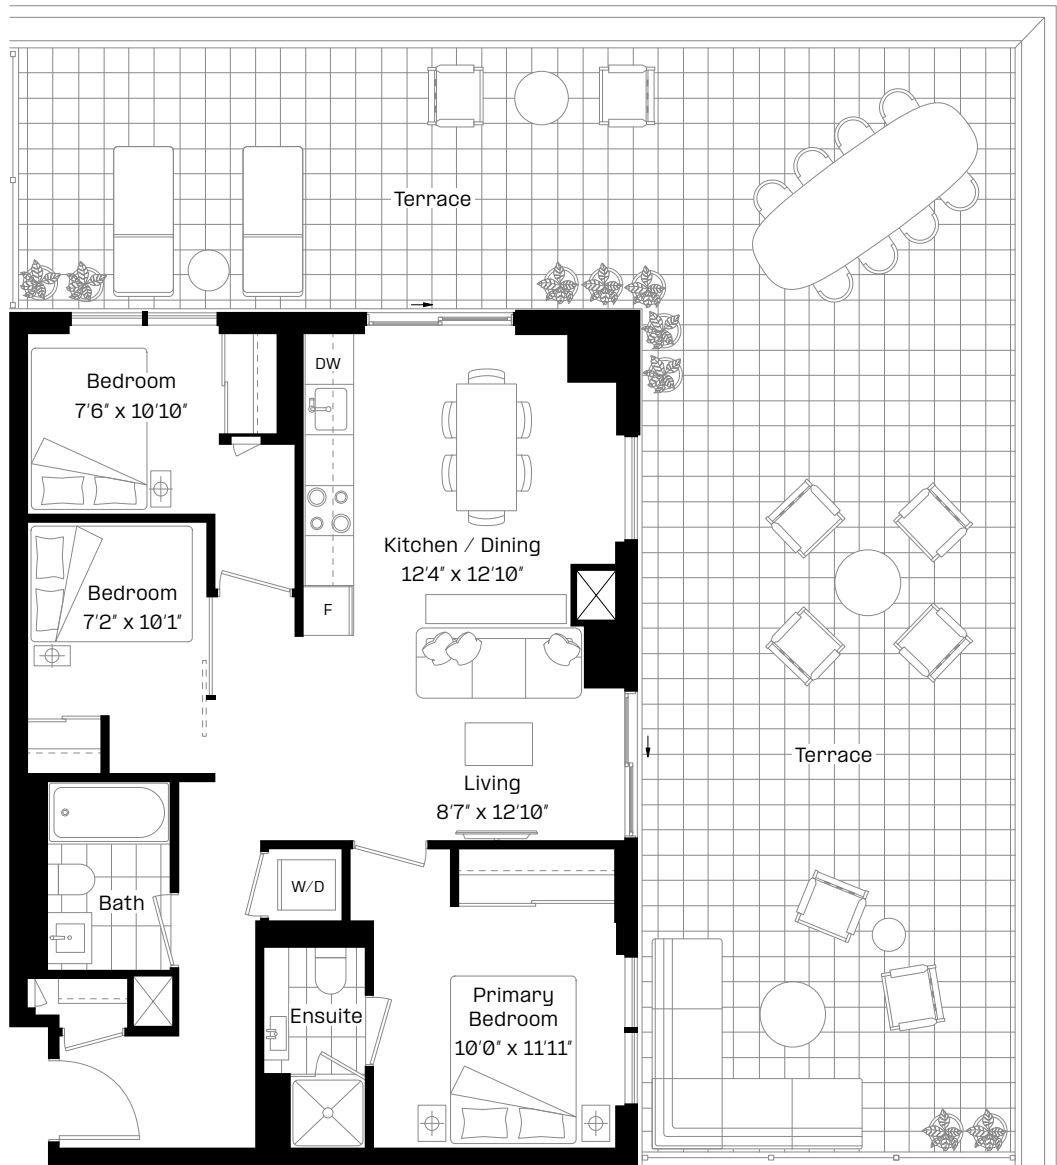 Terrace
DW
Bedroom
7'6" x 10'10"
Kitchen / Dining
12'4" x 12'10"
Bedroom
7'2" x 10'1"
F
Terrace
Living
8'7" x 12'10"
W/D
Bath
Primary
Bedroom
10'0" x 11'11"
Ensuite